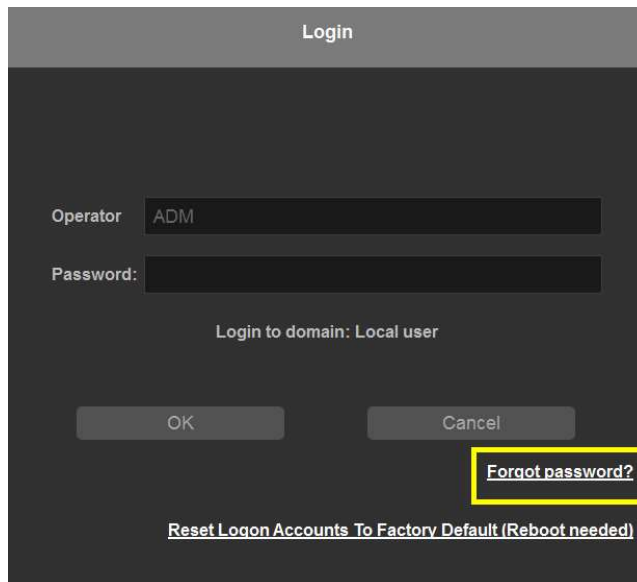 Login
Operator ADM
Password:
Login to domain: Local user
OK Cancel
Forgot password?
Reset Logon Accounts To Factory Default (Reboot needed)